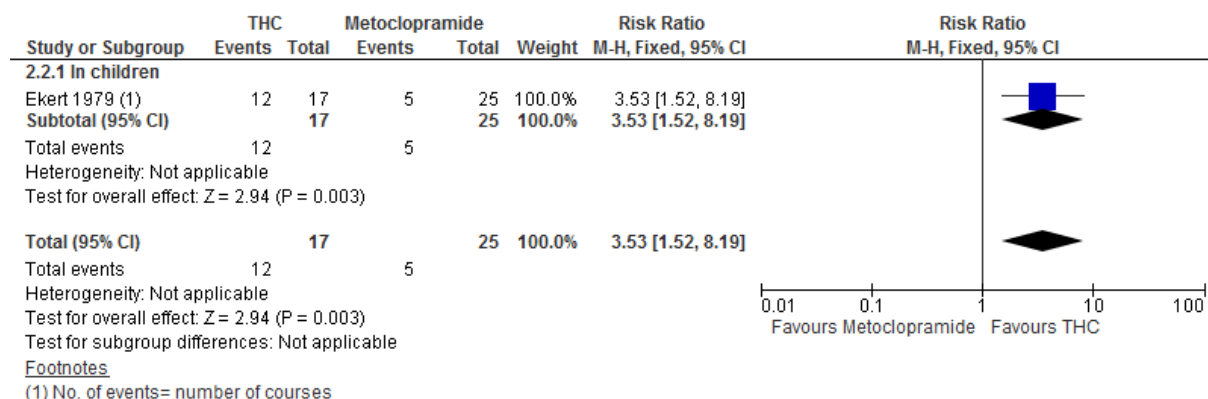 THC Metoclopramide Risk Ratio Risk Ratio
Study or Subgroup Events Total Events Total Weight M-H, Fixed, 95% CI M-H, Fixed, 95% CI
2.2.1 In children
Ekert 1979 (1) 12 17 5 25 100.0% 3.53 [1.52, 8.19]
Subtotal (95% CI) 17 25 100.0% 3.53 [1.52, 8.19]
Total events 12 5
Heterogeneity: Not applicable
Test for overall effect: Z = 2.94 (P = 0.003)
Total (95% CI) 17 25 100.0% 3.53 [1.52, 8.19]
Total events 12 5
Heterogeneity: Not applicable
Test for overall effect: Z = 2.94 (P = 0.003)
Test for subgroup differences: Not applicable
0.01 0.1 1 10 100
Favours Metoclopramide Favours THC
Footnotes
(1) No. of events= number of courses